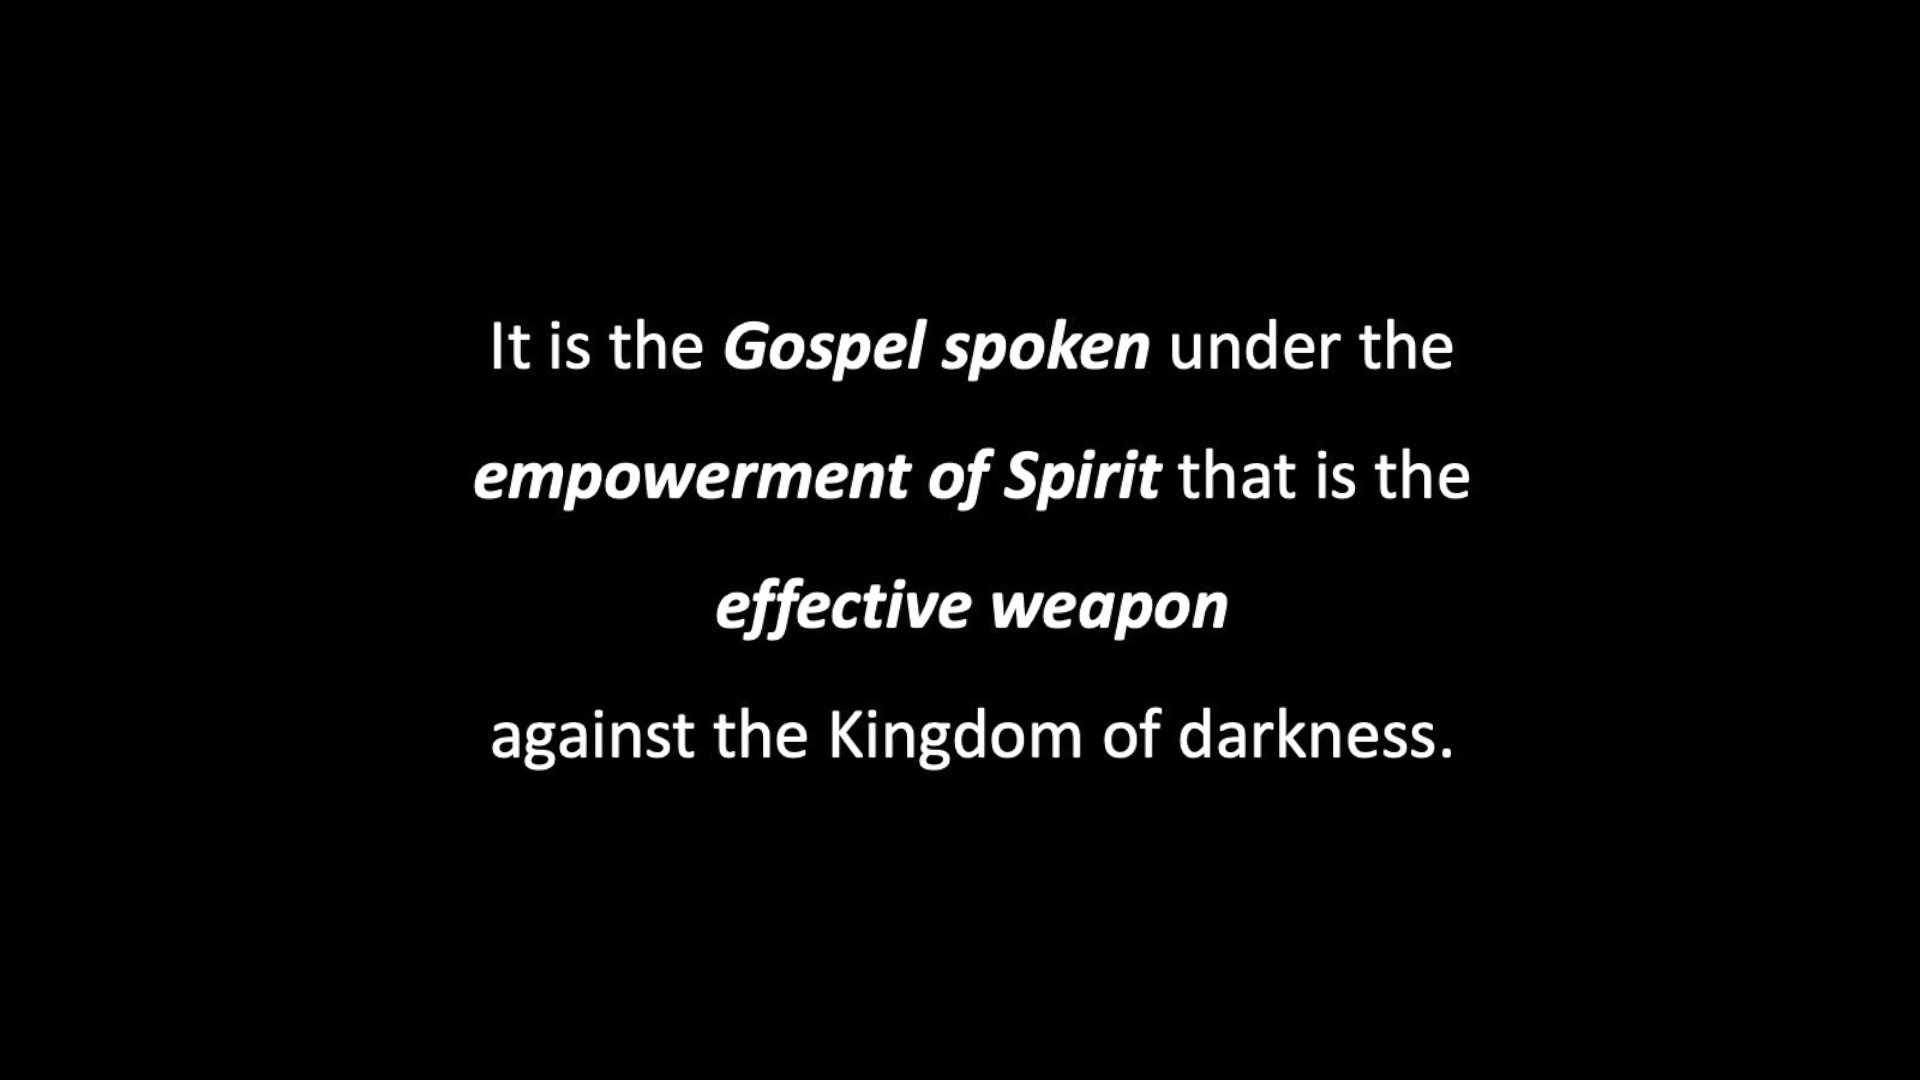 It is the Gospel spoken under the
empowerment of Spirit that is the
effective weapon
against the Kingdom of darkness.